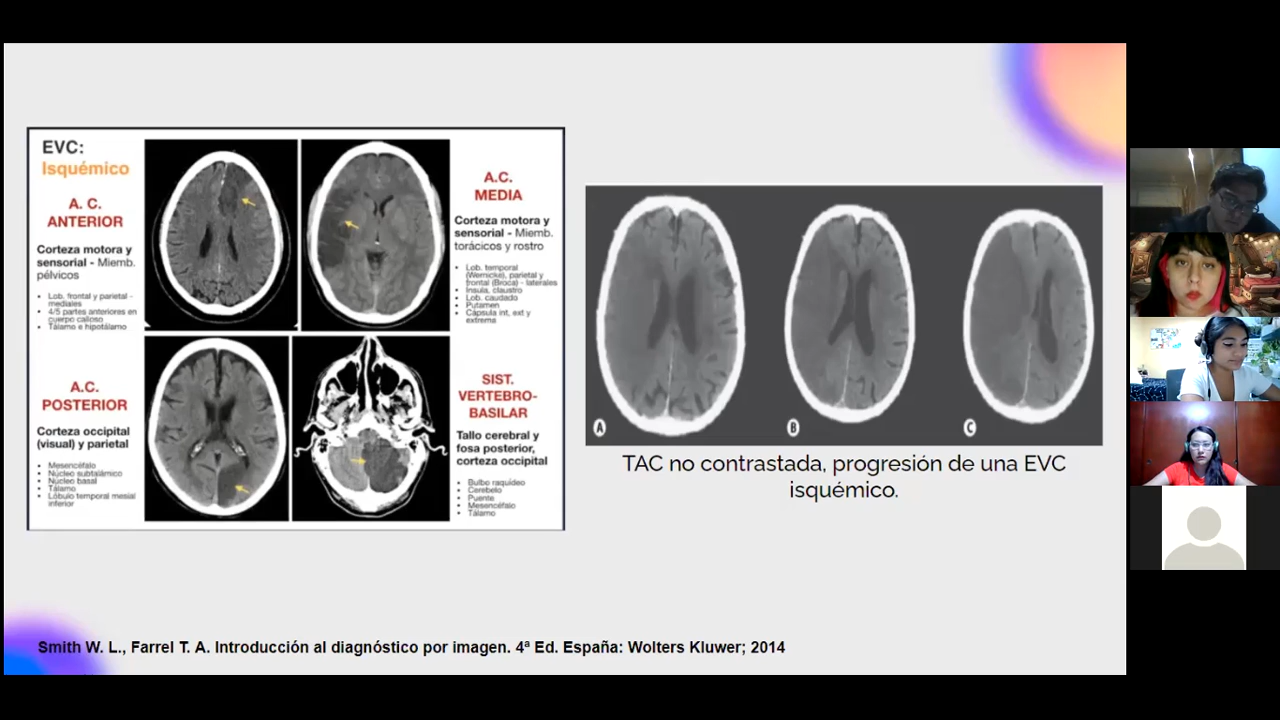 EVC:
Isquémico
A. C.
ANTERIOR
Corteza motora y
sensorial - Miemb.
pélvicos
• Lob. frontal y parietal -
mediales
• 4/5 partes anteriores en
cuerpo calloso
• Tálamo e hipotálamo
A.C.
MEDIA
Corteza motora y
sensorial - Miemb.
torácicos y rostro
• Lob. temporal
(Wernicke), parietal y
frontal (Broca) - laterales
• Insula, claustro
• Lob. caudado
• Putamen
• Cápsula int, ext y
extrema
A.C.
POSTERIOR
Corteza occipital
(visual) y parietal
• Mesencéfalo
• Núcleo subtalámico
• Núcleo basal
• Tálamo
• Lóbulo temporal mesial
inferior
SIST.
VERTEBRO-
BASILAR
Tallo cerebral y
fosa posterior,
corteza occipital
• Bulbo raquídeo
• Cerebelo
• Puente
• Mesencéfalo
• Tálamo
A
B
C
TAC no contrastada, progresión de una EVC
isquémico.
Smith W. L., Farrel T. A. Introducción al diagnóstico por imagen. 4ª Ed. España: Wolters Kluwer; 2014